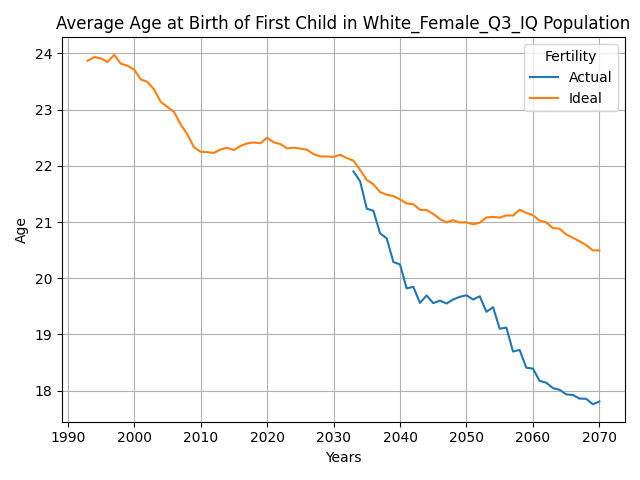 Average Age at Birth of First Child in White_Female_Q3_IQ Population
Fertility
Actual
Ideal
Age
24
23
22
21
20
19
18
1990 2000 2010 2020 2030 2040 2050 2060 2070
Years